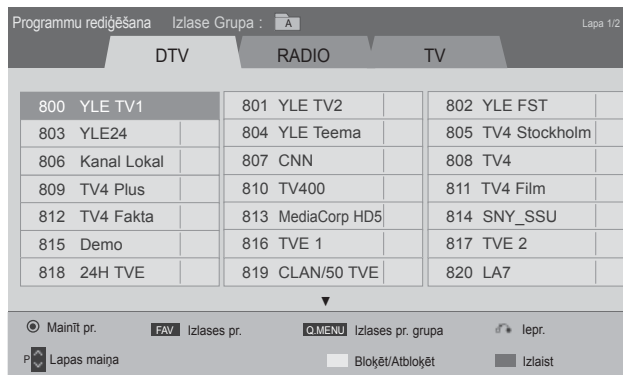 Programmu rediģēšana Izlase Grupa : A Lapa 1/2
DTV RADIO TV
800 YLE TV1 801 YLE TV2 802 YLE FST
803 YLE24 804 YLE Teema 805 TV4 Stockholm
806 Kanal Lokal 807 CNN 808 TV4
809 TV4 Plus 810 TV400 811 TV4 Film
812 TV4 Fakta 813 MediaCorp HD5 814 SNY_SSU
815 Demo 816 TVE 1 817 TVE 2
818 24H TVE 819 CLAN/50 TVE 820 LA7
Mainīt pr. FAV Izlases pr. Q.MENU Izlases pr. grupa Iepr.
P Lapas maiņa Bloķēt/Atbloķēt Izlaist